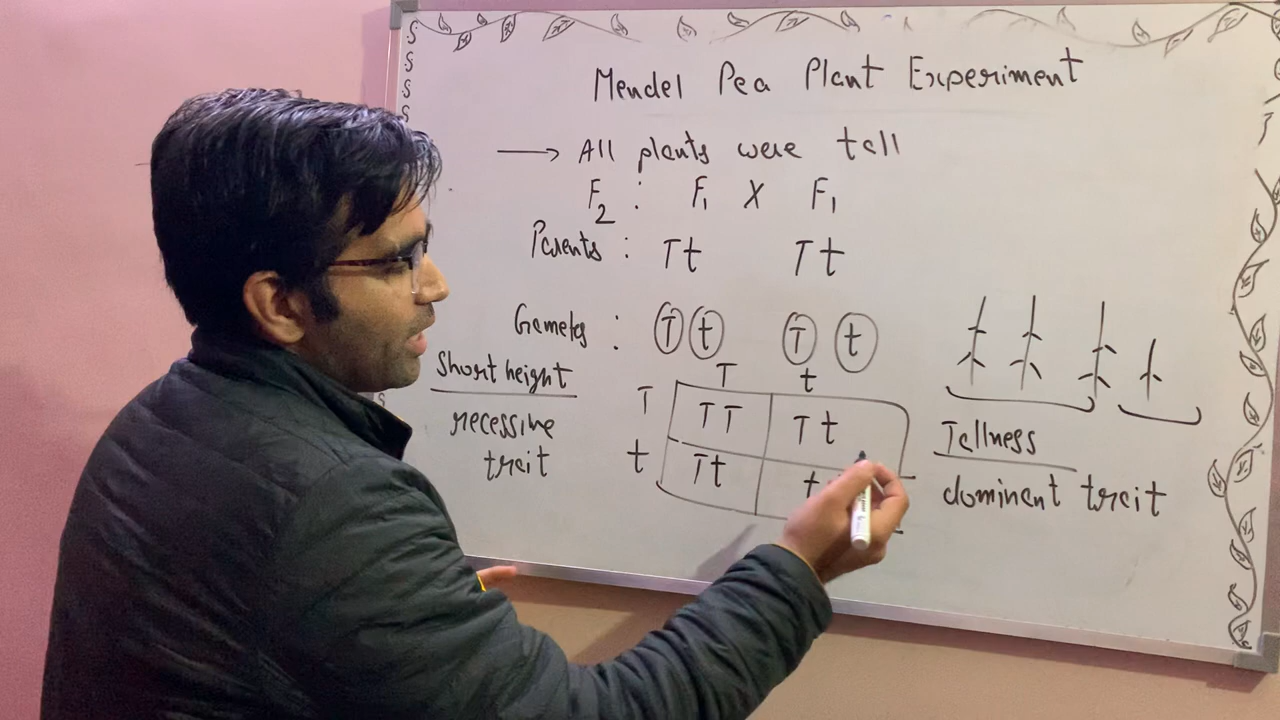 Mendel Pea Plant Experiment
→ All plants were tall
F2 : F1 X F1
Parents : Tt Tt
Gametes : T t T t
Short height
recessive
trait
T t
T TT Tt
t Tt t
Tallness
dominant trait